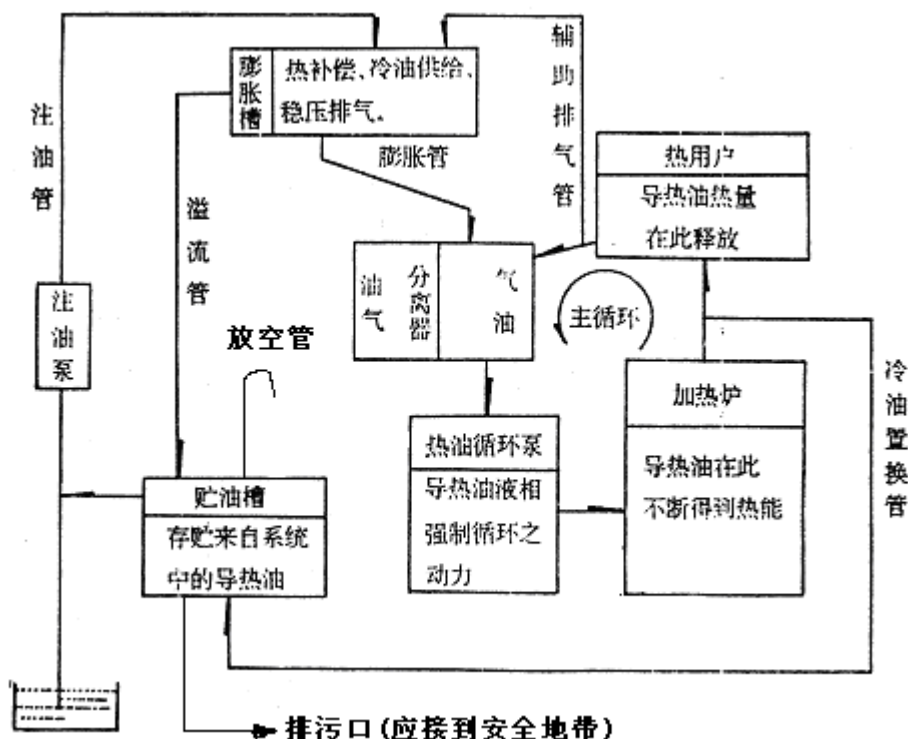 膨胀槽
热补偿、冷油供给、
稳压排气。
辅助排气管
注油管
膨胀管
热用户
导热油热量
在此释放
溢流管
油气
分离器
气油
注油泵
放空管
主循环
加热炉
导热油在此
不断得到热能
冷油置换管
热油循环泵
导热油液相
强制循环之
动力
贮油槽
存贮来自系统
中的导热油
排污口(应接到安全地带)